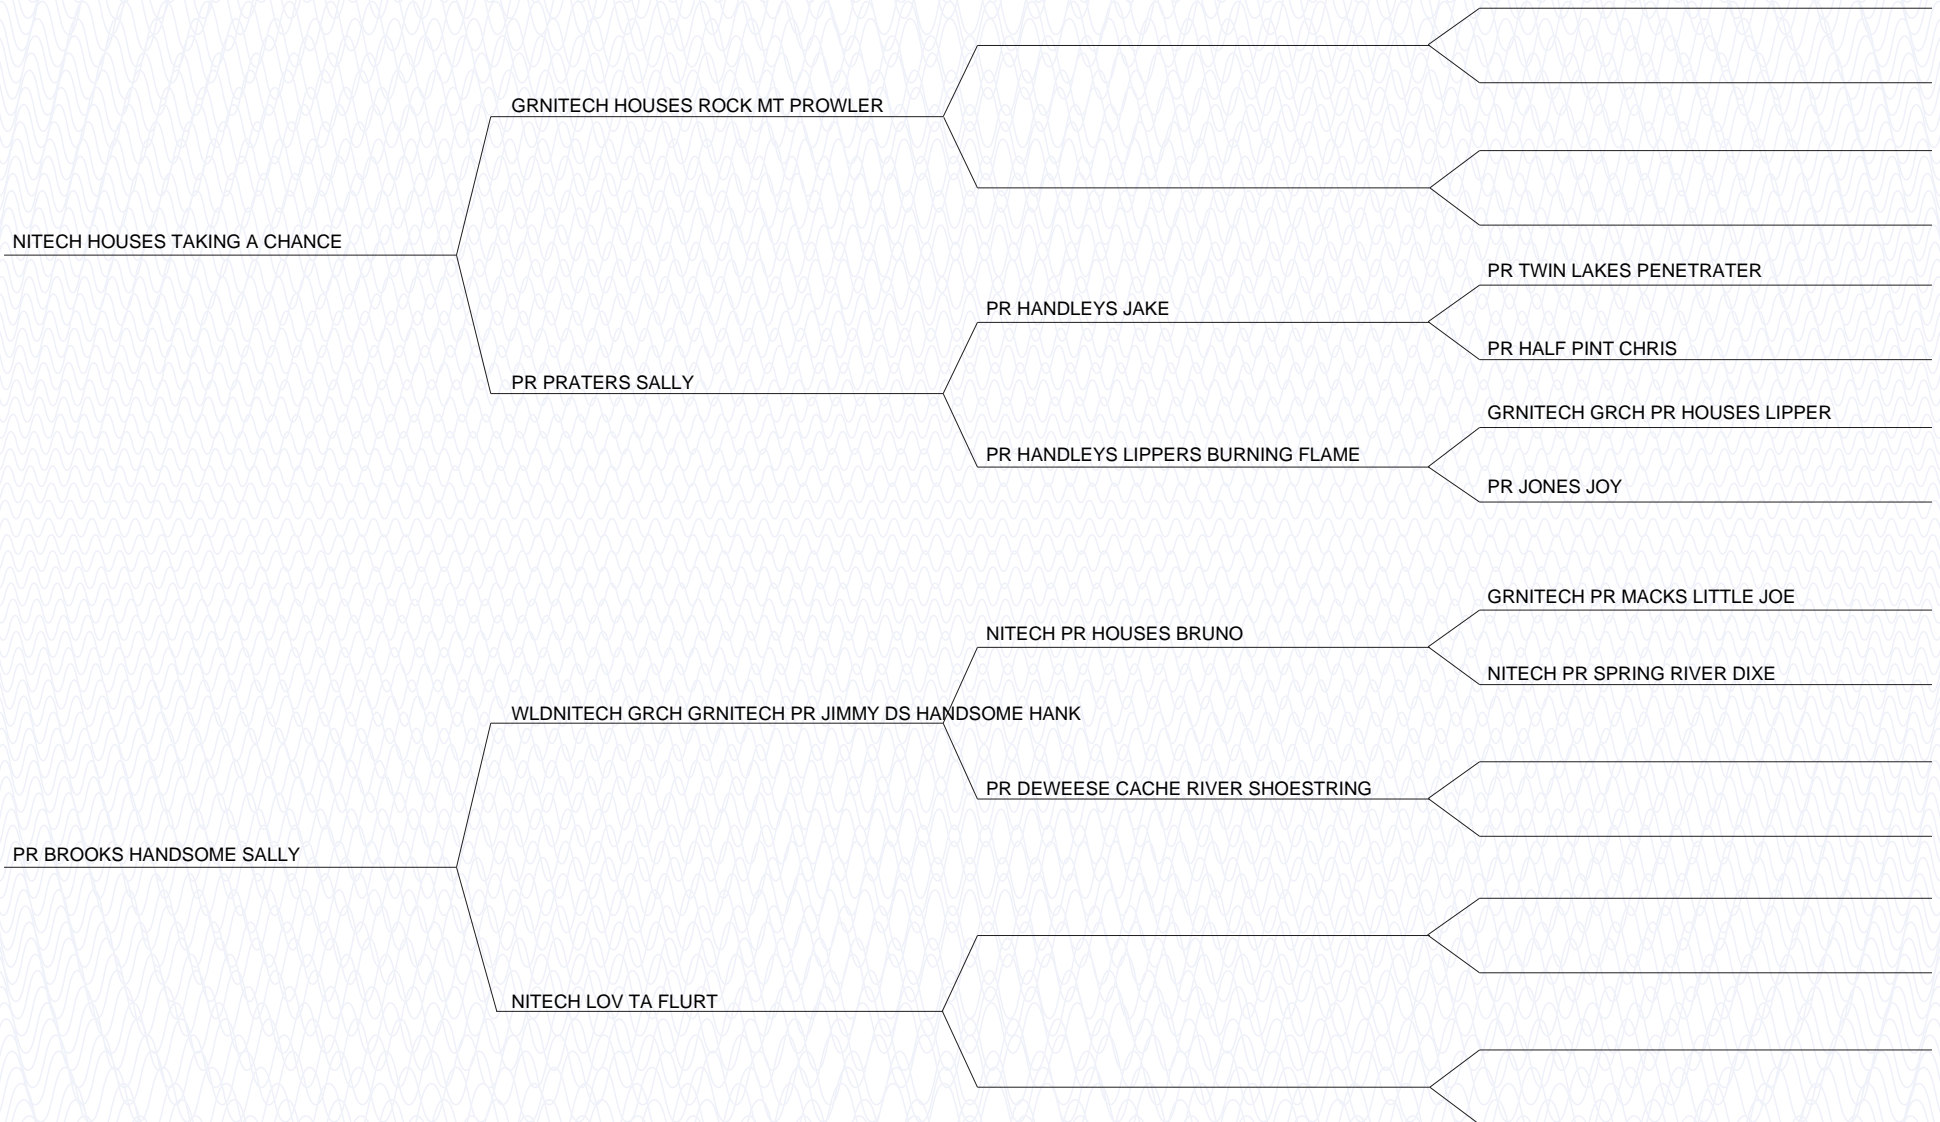 GRNITECH HOUSES ROCK MT PROWLER
NITECH HOUSES TAKING A CHANCE
PR TWIN LAKES PENETRATER
PR HANDLEYS JAKE
PR HALF PINT CHRIS
PR PRATERS SALLY
GRNITECH GRCH PR HOUSES LIPPER
PR HANDLEYS LIPPERS BURNING FLAME
PR JONES JOY
GRNITECH PR MACKS LITTLE JOE
NITECH PR HOUSES BRUNO
NITECH PR SPRING RIVER DIXE
WLDNITECH GRCH GRNITECH PR JIMMY DS HANDSOME HANK
PR DEWEESE CACHE RIVER SHOESTRING
PR BROOKS HANDSOME SALLY
NITECH LOV TA FLURT